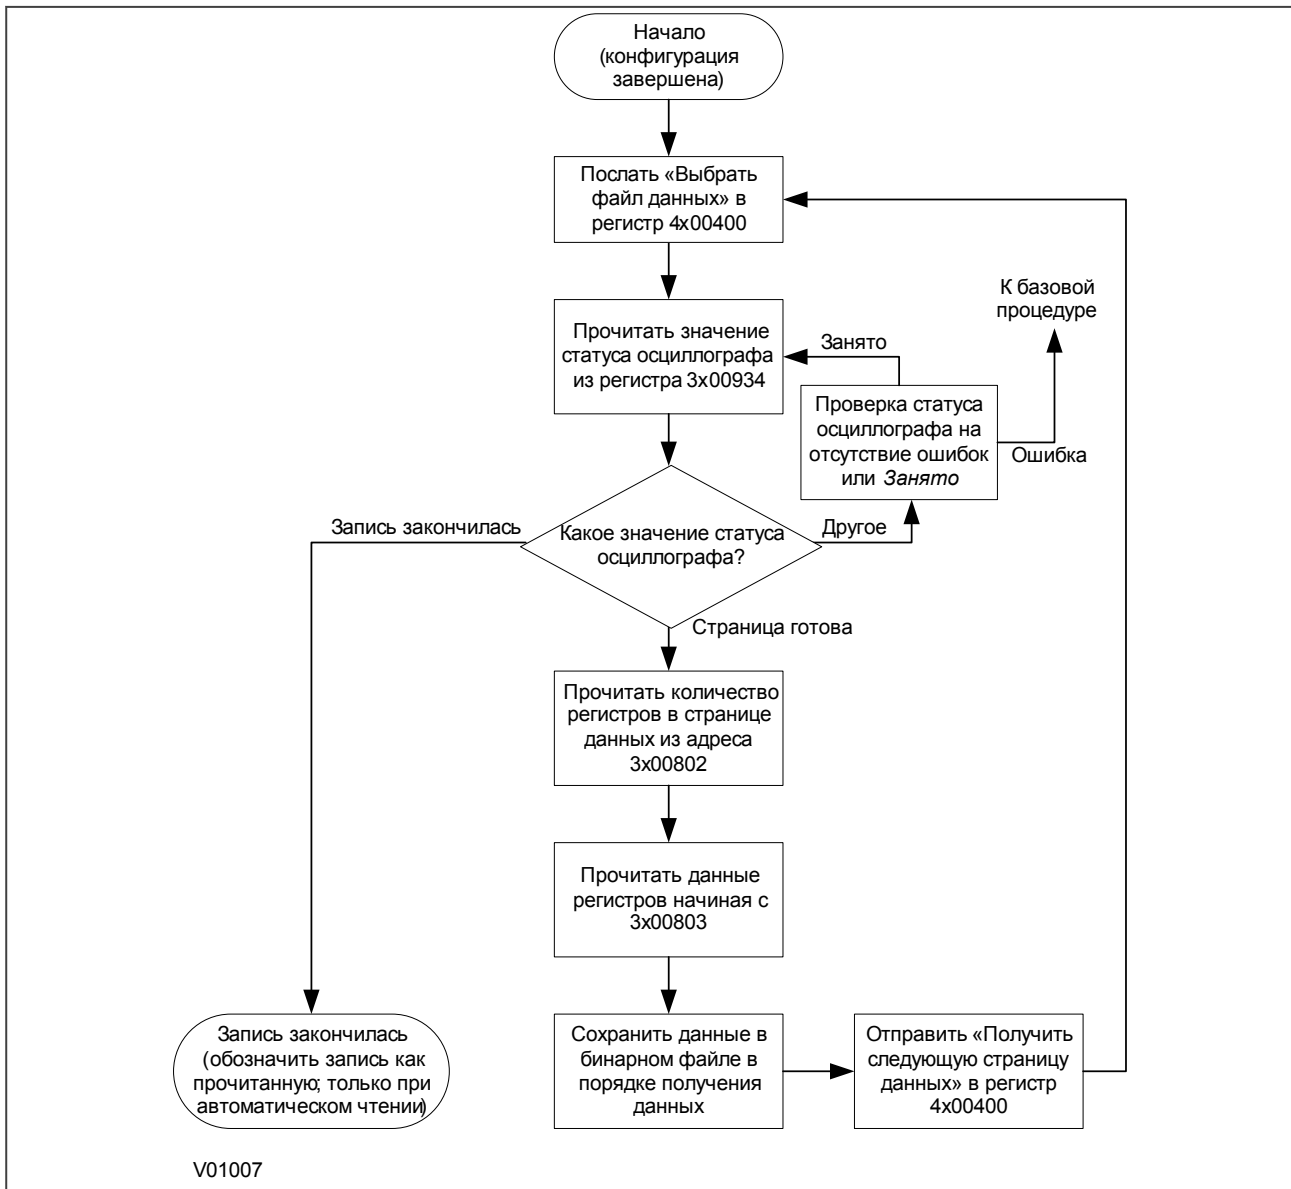 Начало
(конфигурация
завершена)
Послать «Выбрать
файл данных» в
регистр 4x00400
К базовой
процедуре
Прочитать значение
статуса осциллографа
из регистра 3x00934
Занято
Проверка статуса
осциллографа на
отсутствие ошибок
или Занято
Ошибка
Запись закончилась
Какое значение статуса
осциллографа?
Другое
Страница готова
Прочитать количество
регистров в странице
данных из адреса
3x00802
Прочитать данные
регистров начиная с
3x00803
Запись закончилась
(обозначить запись как
прочитанную; только при
автоматическом чтении)
Сохранить данные в
бинарном файле в
порядке получения
данных
Отправить «Получить
следующую страницу
данных» в регистр
4x00400
V01007